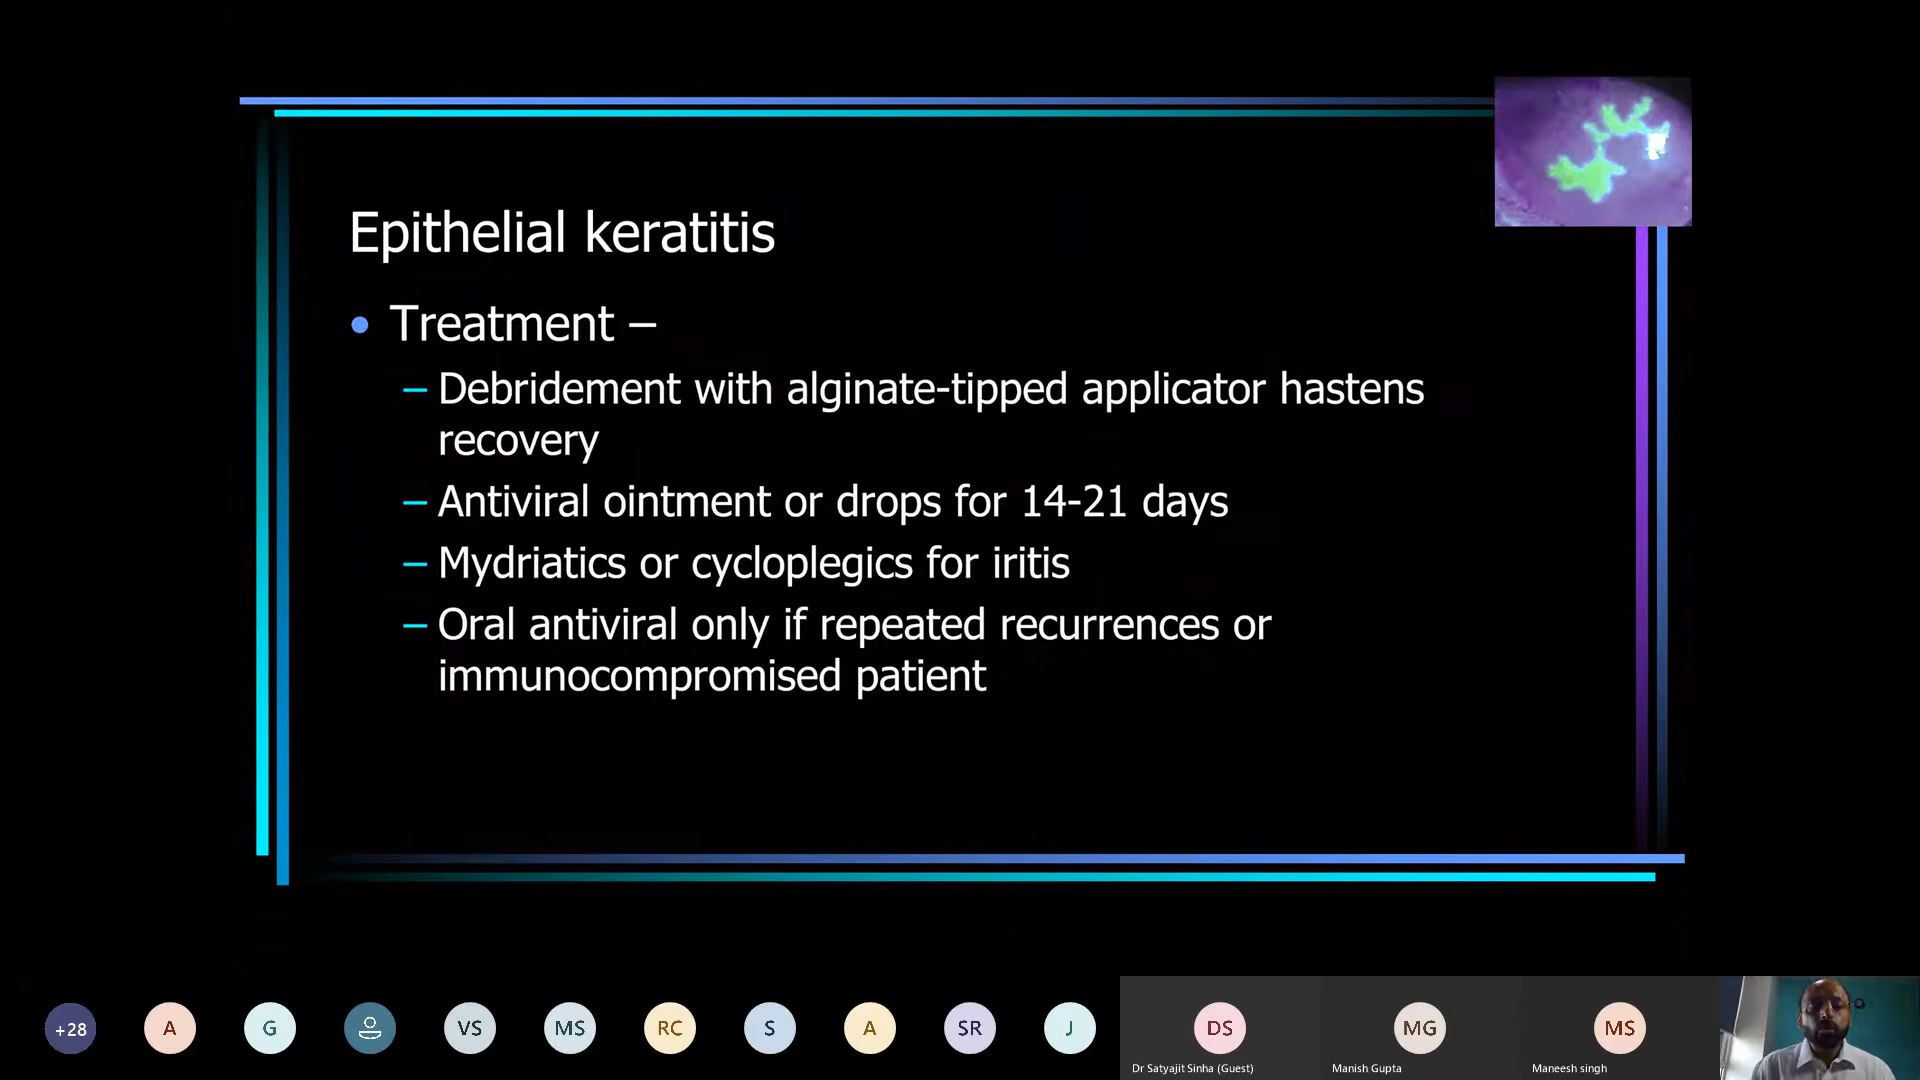 Epithelial keratitis
• Treatment –
– Debridement with alginate-tipped applicator hastens
recovery
– Antiviral ointment or drops for 14-21 days
– Mydriatics or cycloplegics for iritis
– Oral antiviral only if repeated recurrences or
immunocompromised patient
+28 A G VS MS RC S A SR J DS MG MS
Dr Satyajit Sinha (Guest) Manish Gupta Maneesh singh